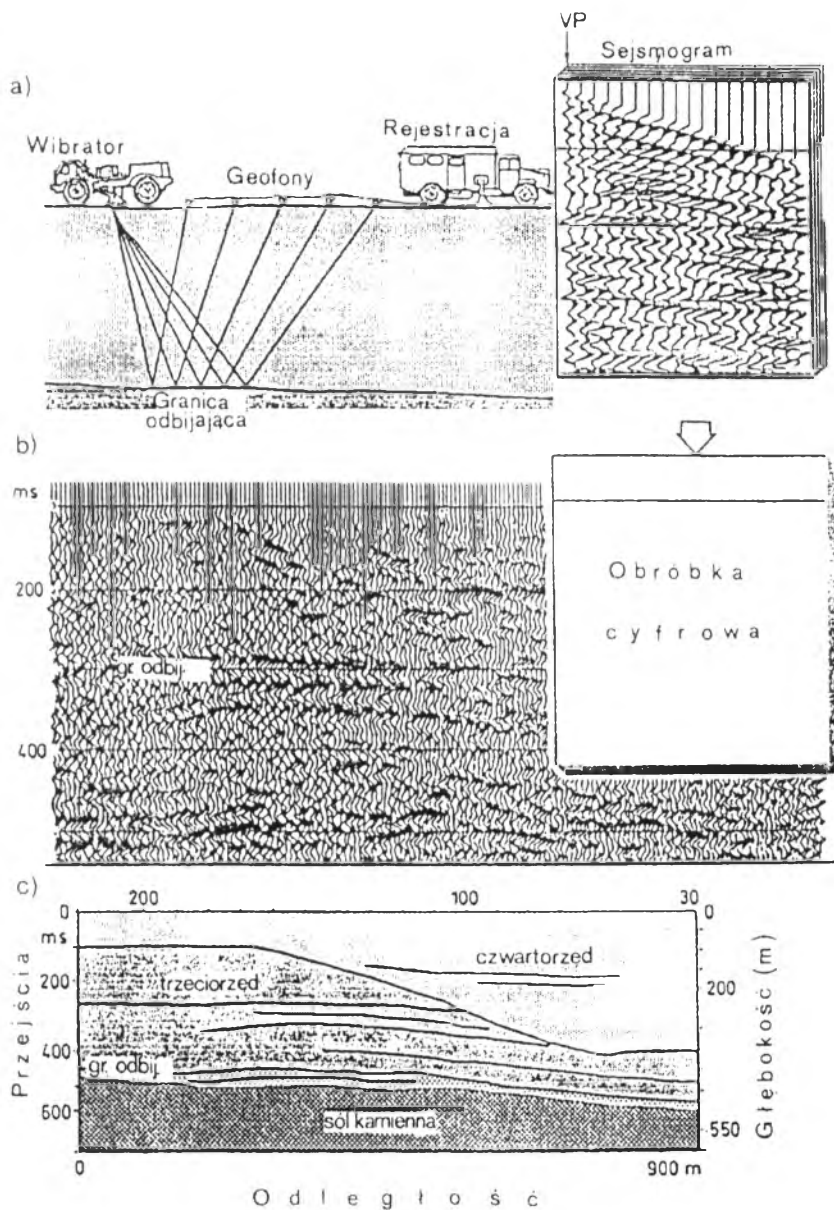 VP
Sejsmogram
a)
Wibrator
Geofony
Rejestracja
Granica
odbijająca
b)
ms
200
gr. odbij.
400
Obróbka
cyfrowa
c)
200 100 30
0 0
ms
czwartorzęd
200 trzeciorzęd 200
400
gr. odbij.
600 sól kamienna 550
Przejścia
Głębokość (m)
0 900 m
Odległość